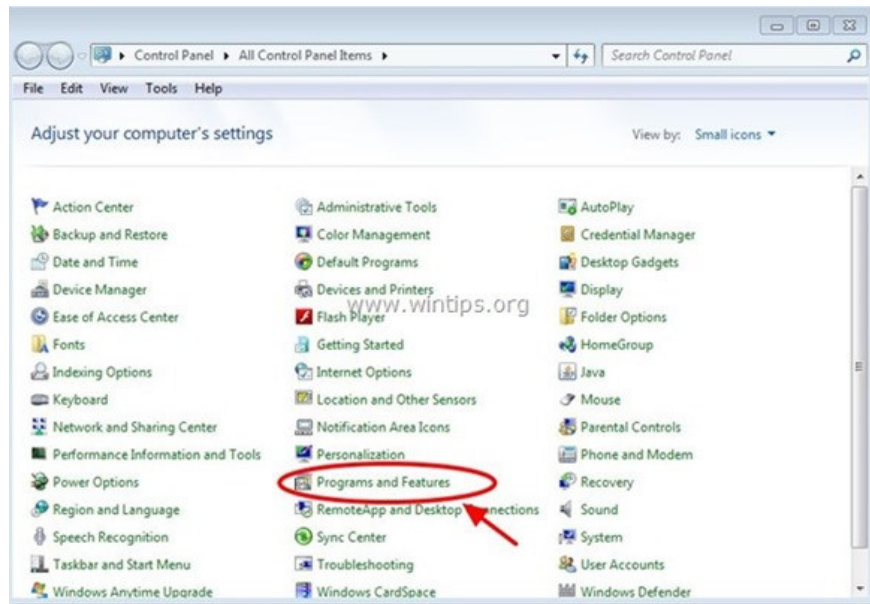 Control Panel ▸ All Control Panel Items ▸
Search Control Panel
File Edit View Tools Help
Adjust your computer's settings
View by: Small icons
Action Center
Administrative Tools
AutoPlay
Backup and Restore
Color Management
Credential Manager
Date and Time
Default Programs
Desktop Gadgets
Device Manager
Devices and Printers
Display
www.wintips.org
Ease of Access Center
Flash Player
Folder Options
Fonts
Getting Started
HomeGroup
Indexing Options
Internet Options
Java
Keyboard
Location and Other Sensors
Mouse
Network and Sharing Center
Notification Area Icons
Parental Controls
Performance Information and Tools
Personalization
Phone and Modem
Power Options
Programs and Features
Recovery
Region and Language
RemoteApp and Desktop Connections
Sound
Speech Recognition
Sync Center
System
Taskbar and Start Menu
Troubleshooting
User Accounts
Windows Anytime Upgrade
Windows CardSpace
Windows Defender